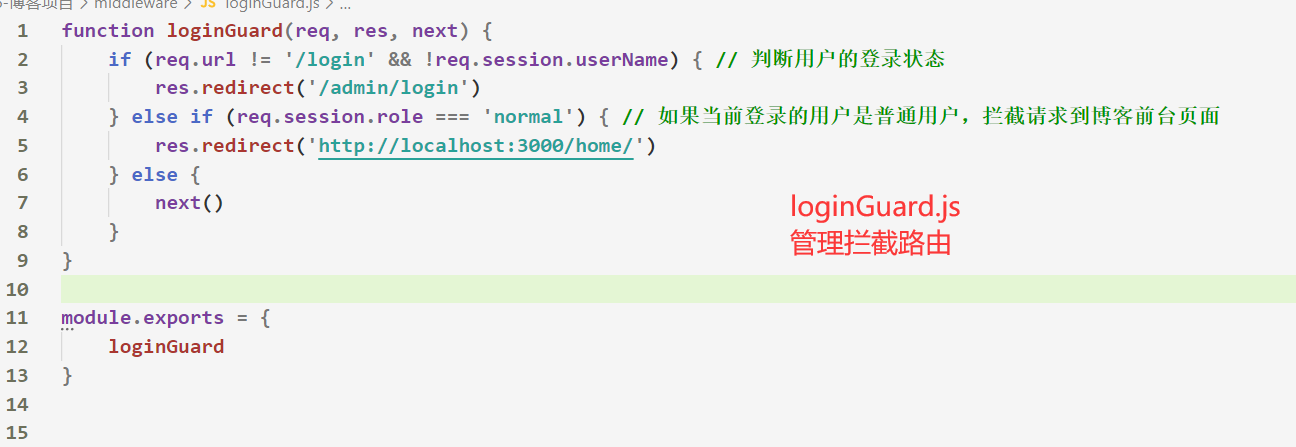 博客项目 > middleware > JS loginGuard.js > ...
1 function loginGuard(req, res, next) {
2 if (req.url != '/login' && !req.session.userName) { // 判断用户的登录状态
3 res.redirect('/admin/login')
4 } else if (req.session.role === 'normal') { // 如果当前登录的用户是普通用户，拦截请求到博客前台页面
5 res.redirect('http://localhost:3000/home/')
6 } else {
7 next()
8 }
9 }
10
11 module.exports = {
12 loginGuard
13 }
14
15
loginGuard.js
管理拦截路由